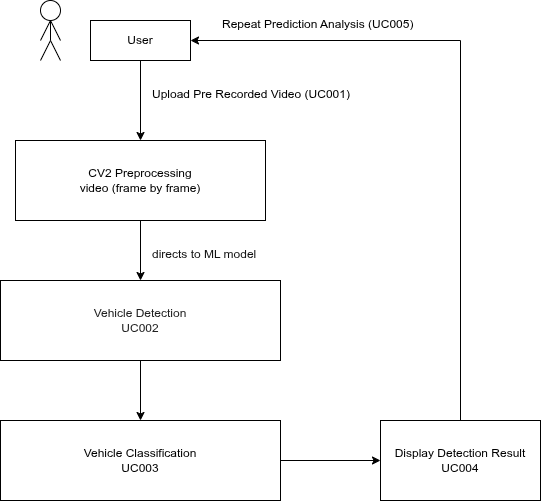 Repeat Prediction Analysis (UC005)
User
Upload Pre Recorded Video (UC001)
CV2 Preprocessing
video (frame by frame)
directs to ML model
Vehicle Detection
UC002
Vehicle Classification
UC003
Display Detection Result
UC004